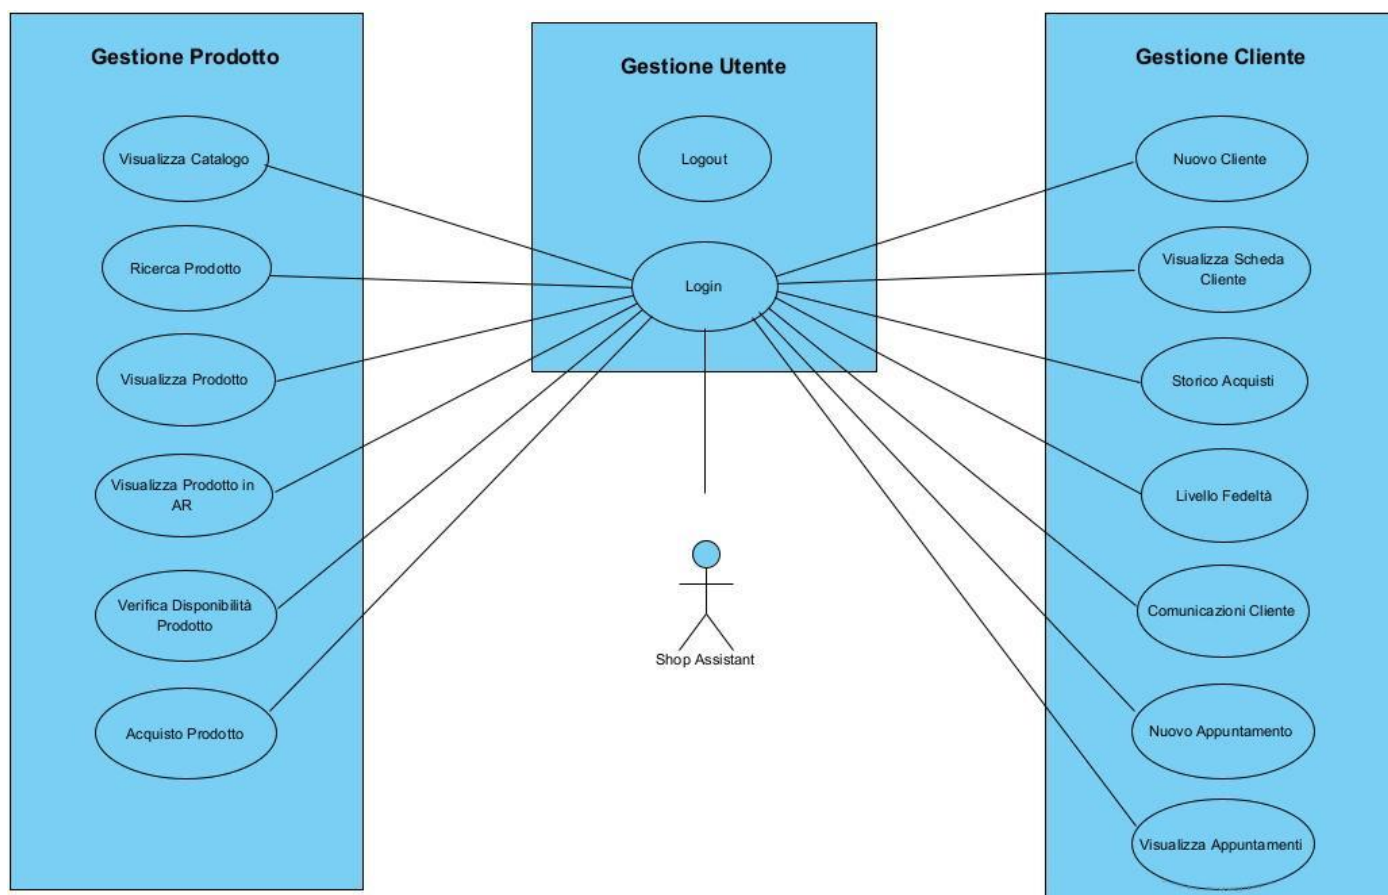 Gestione Prodotto
Visualizza Catalogo
Ricerca Prodotto
Visualizza Prodotto
Visualizza Prodotto in
AR
Verifica Disponibilità
Prodotto
Acquisto Prodotto
Gestione Utente
Logout
Login
Shop Assistant
Gestione Cliente
Nuovo Cliente
Visualizza Scheda
Cliente
Storico Acquisti
Livello Fedeltà
Comunicazioni Cliente
Nuovo Appuntamento
Visualizza Appuntamenti